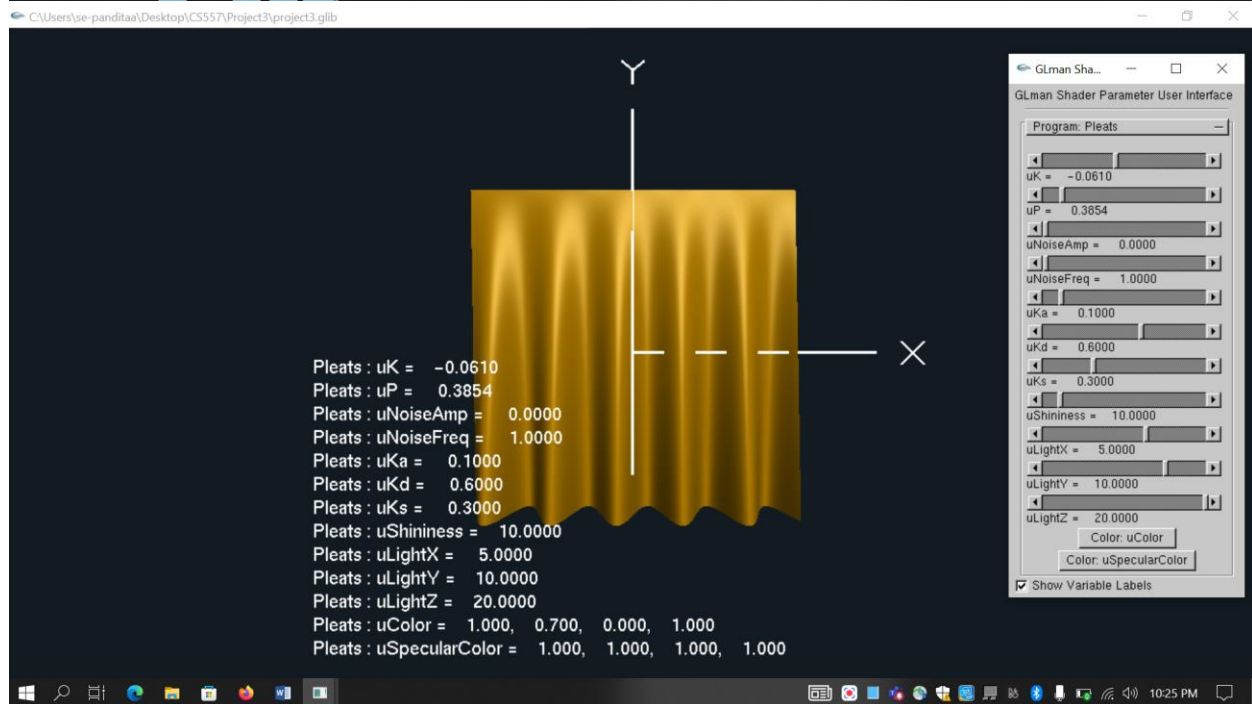 C:\Users\se-panditaa\Desktop\CS557\Project3\project3.glib
Y
X
Pleats : uK = -0.0610
Pleats : uP = 0.3854
Pleats : uNoiseAmp = 0.0000
Pleats : uNoiseFreq = 1.0000
Pleats : uKa = 0.1000
Pleats : uKd = 0.6000
Pleats : uKs = 0.3000
Pleats : uShininess = 10.0000
Pleats : uLightX = 5.0000
Pleats : uLightY = 10.0000
Pleats : uLightZ = 20.0000
Pleats : uColor = 1.000, 0.700, 0.000, 1.000
Pleats : uSpecularColor = 1.000, 1.000, 1.000, 1.000
GLman Sha...
GLman Shader Parameter User Interface
Program: Pleats
uK = -0.0610
uP = 0.3854
uNoiseAmp = 0.0000
uNoiseFreq = 1.0000
uKa = 0.1000
uKd = 0.6000
uKs = 0.3000
uShininess = 10.0000
uLightX = 5.0000
uLightY = 10.0000
uLightZ = 20.0000
Color: uColor
Color: uSpecularColor
Show Variable Labels
10:25 PM